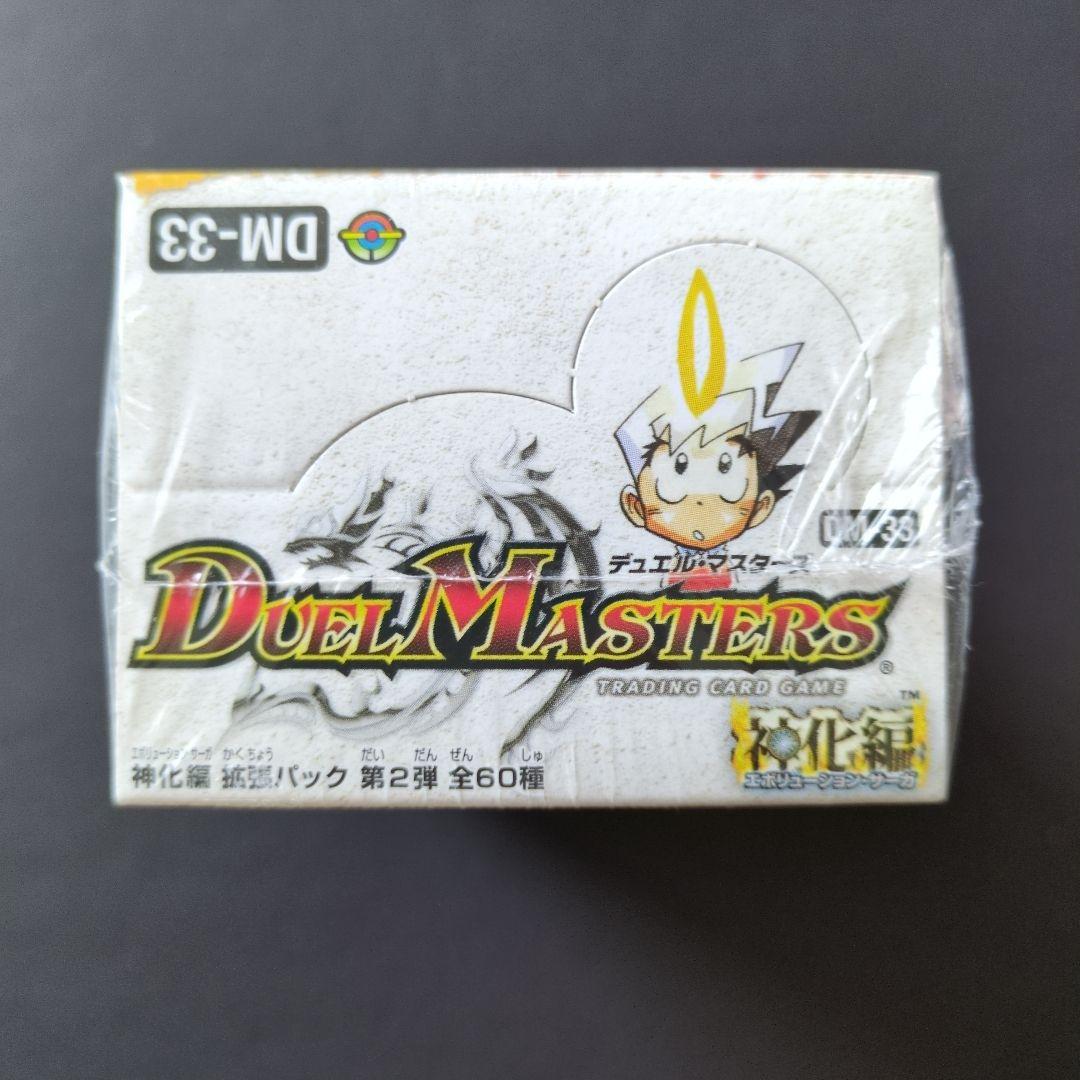 DM-33
デュエル・マスターズ
DM-33
DUEL MASTERS®
TRADING CARD GAME
™
神化編
エボリューション・サーガ
エボリューション・サーガ かくちょう だい だん ぜん しゅ
神化編 拡張パック 第2弾 全60種